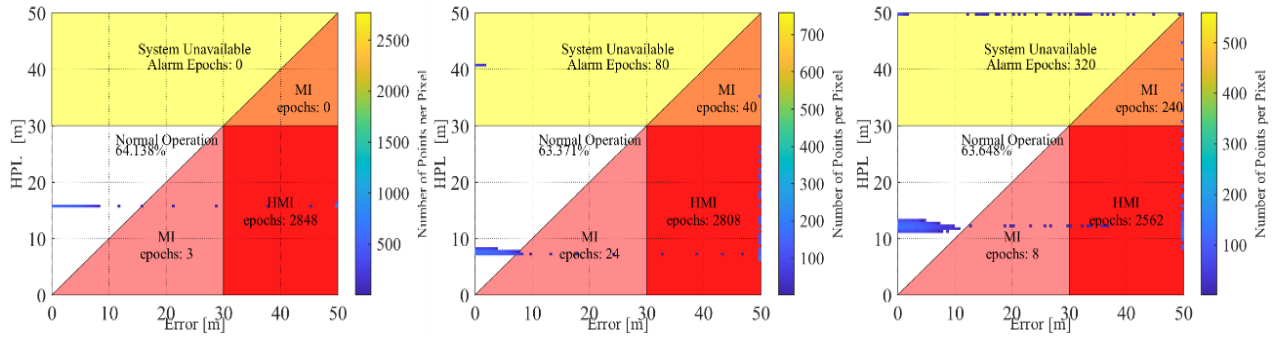 50
40
30
20
10
0
HPL [m]
System Unavailable
Alarm Epochs: 0
MI
epochs: 0
Normal Operation
64.138%
HMI
epochs: 2848
MI
epochs: 3
0 10 20 30 40 50
Error [m]
2500
2000
1500
1000
500
Number of Points per Pixel
50
40
30
20
10
0
HPL [m]
System Unavailable
Alarm Epochs: 80
MI
epochs: 40
Normal Operation
63.371%
HMI
epochs: 2808
MI
epochs: 24
0 10 20 30 40 50
Error [m]
700
600
500
400
300
200
100
Number of Points per Pixel
50
40
30
20
10
0
HPL [m]
System Unavailable
Alarm Epochs: 320
MI
epochs: 240
Normal Operation
63.648%
HMI
epochs: 2562
MI
epochs: 8
0 10 20 30 40 50
Error [m]
500
400
300
200
100
Number of Points per Pixel